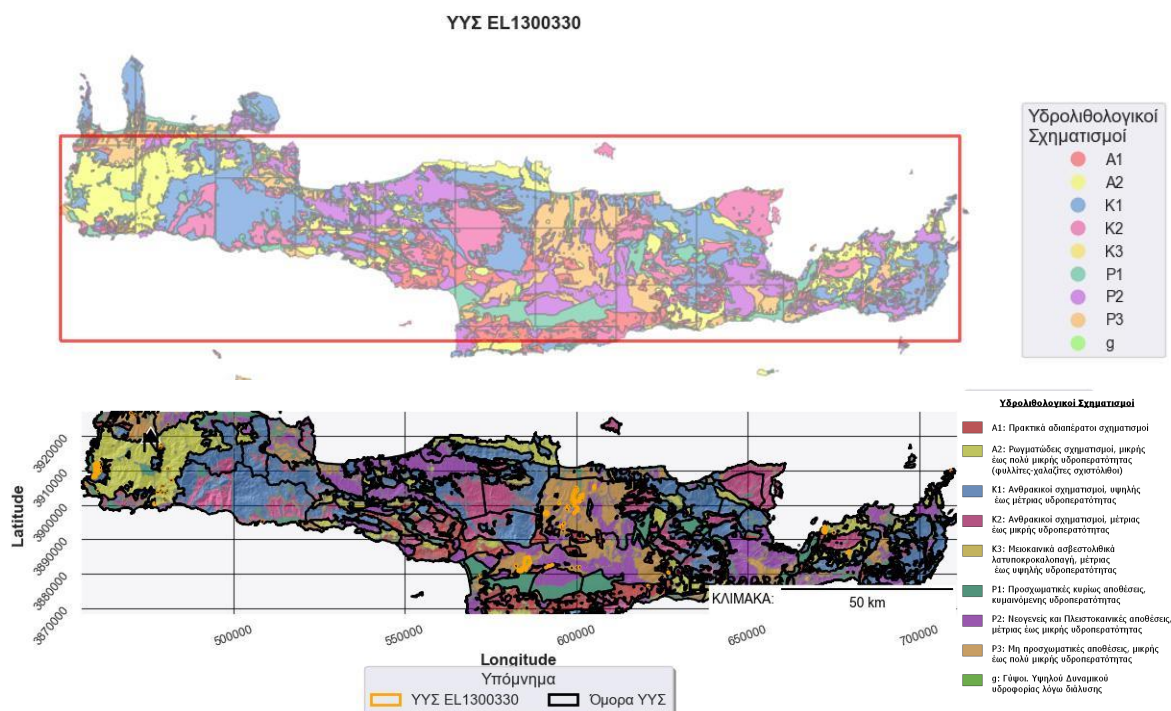 ΥΥΣ EL1300330
Υδρολιθολογικοί
Σχηματισμοί
A1
A2
K1
K2
K3
P1
P2
P3
g
Υδρολιθολογικοί Σχηματισμοί
A1: Πρακτικά αδιαπέρατοι σχηματισμοί
A2: Ρωγματώδεις σχηματισμοί, μικρής
έως πολύ μικρής υδροπερατότητας
(φυλλίτες-χαλαζίτες σχιστόλιθοι)
K1: Ανθρακικοί σχηματισμοί, υψηλής
έως μέτριας υδροπερατότητας
K2: Ανθρακικοί σχηματισμοί, μέτριας
έως μικρής υδροπερατότητας
K3: Μειοκαινικά ασβεστολιθικά
λατυποκροκαλοπαγή, μέτριας
έως υψηλής υδροπερατότητας
P1: Προσχωματικές κυρίως αποθέσεις,
κυμαινόμενης υδροπερατότητας
P2: Νεογενείς και Πλειστοκαινικές αποθέσεις,
μέτριας έως μικρής υδροπερατότητας
P3: Μη προσχωματικές αποθέσεις, μικρής
έως πολύ μικρής υδροπερατότητας
g: Γύψοι. Υψηλού Δυναμικού
υδροφορίας λόγω διάλυσης
Latitude
3920000
3910000
3900000
3890000
3880000
3870000
ΚΛΙΜΑΚΑ:
50 km
500000
550000
600000
650000
700000
Longitude
Υπόμνημα
ΥΥΣ EL1300330
Όμορα ΥΥΣ